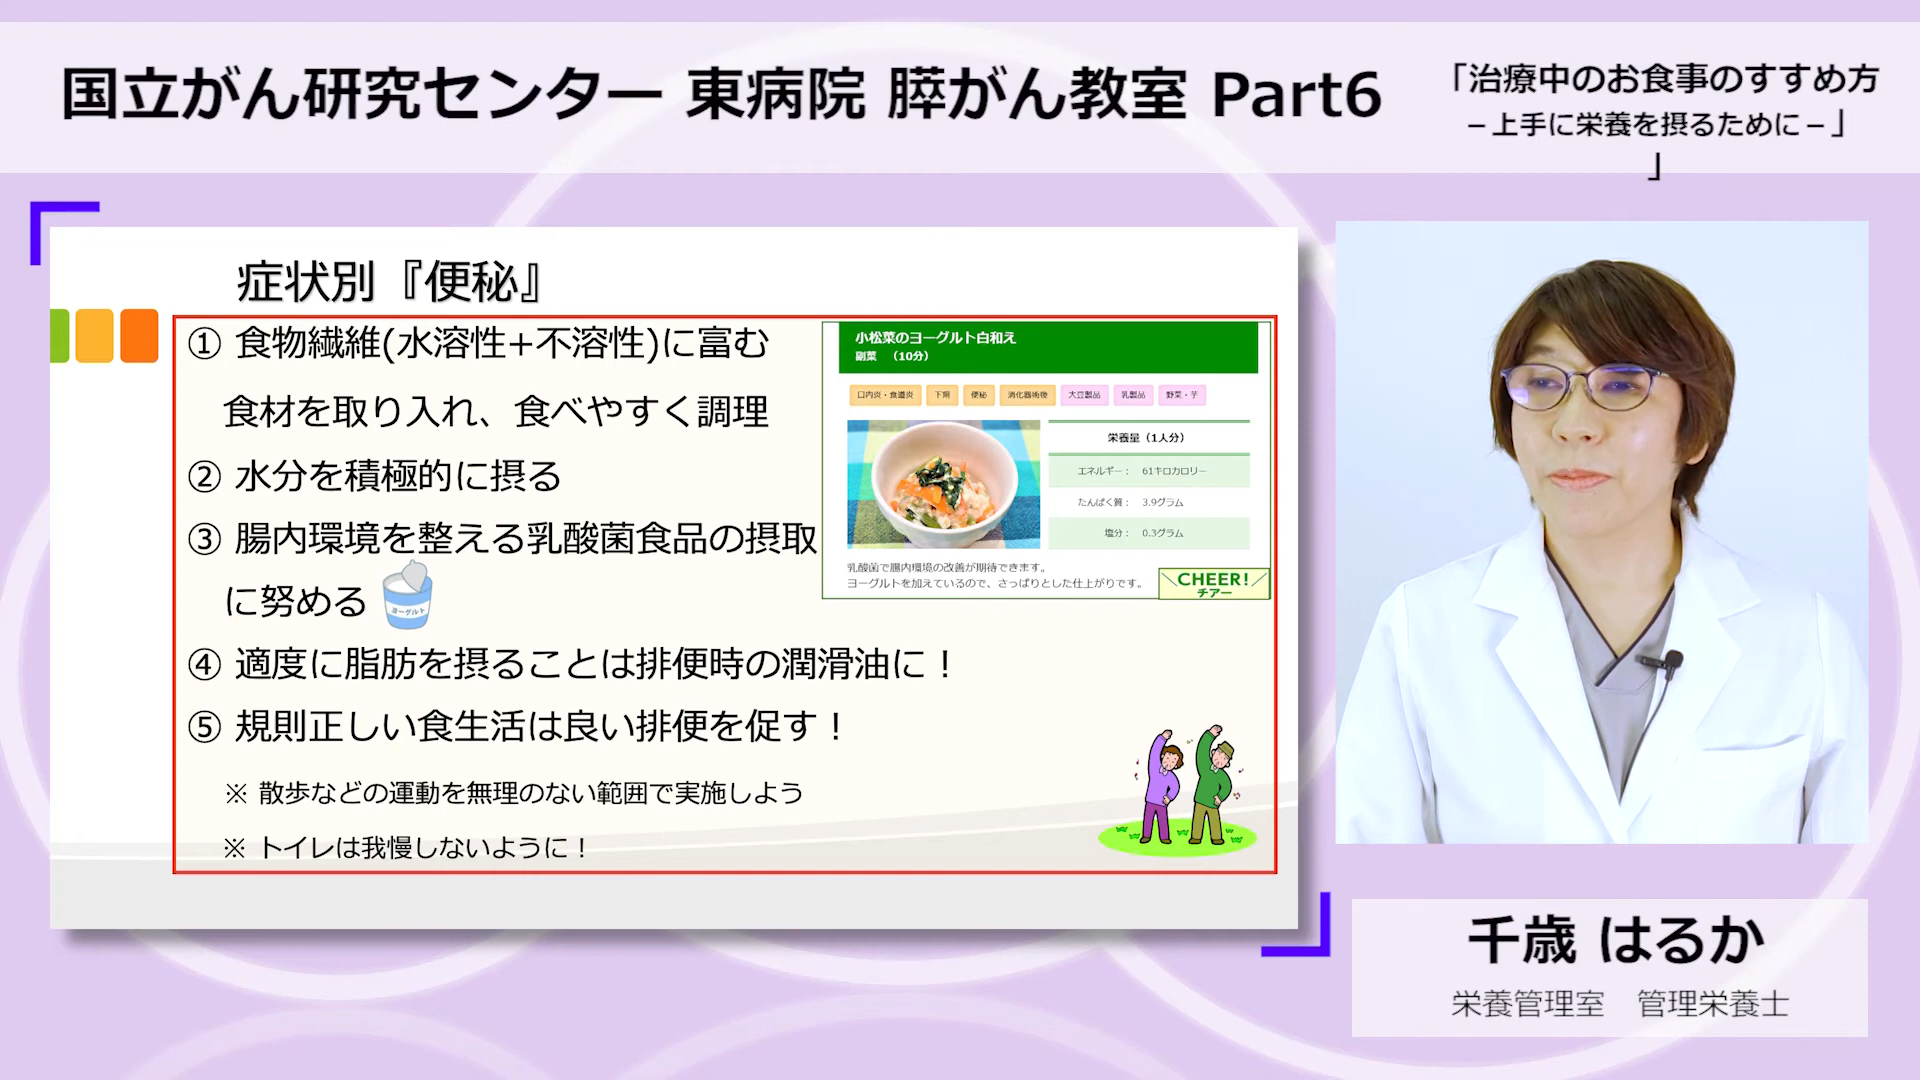 国立がん研究センター 東病院 膵がん教室 Part6
「治療中のお食事のすすめ方
－上手に栄養を摂るために－」
」
症状別『便秘』
① 食物繊維(水溶性+不溶性)に富む
食材を取り入れ、食べやすく調理
② 水分を積極的に摂る
③ 腸内環境を整える乳酸菌食品の摂取
に努める
ヨーグルト
④ 適度に脂肪を摂ることは排便時の潤滑油に！
⑤ 規則正しい食生活は良い排便を促す！
※ 散歩などの運動を無理のない範囲で実施しよう
※ トイレは我慢しないように！
小松菜のヨーグルト白和え
副菜 （10分）
口内炎・食道炎 下痢 便秘 消化器術後 大豆製品 乳製品 野菜・芋
栄養量（1人分）
エネルギー： 61キロカロリー
たんぱく質： 3.9グラム
塩分： 0.3グラム
乳酸菌で腸内環境の改善が期待できます。
ヨーグルトを加えているので、さっぱりとした仕上がりです。
CHEER!
チアー
千歳 はるか
栄養管理室 管理栄養士